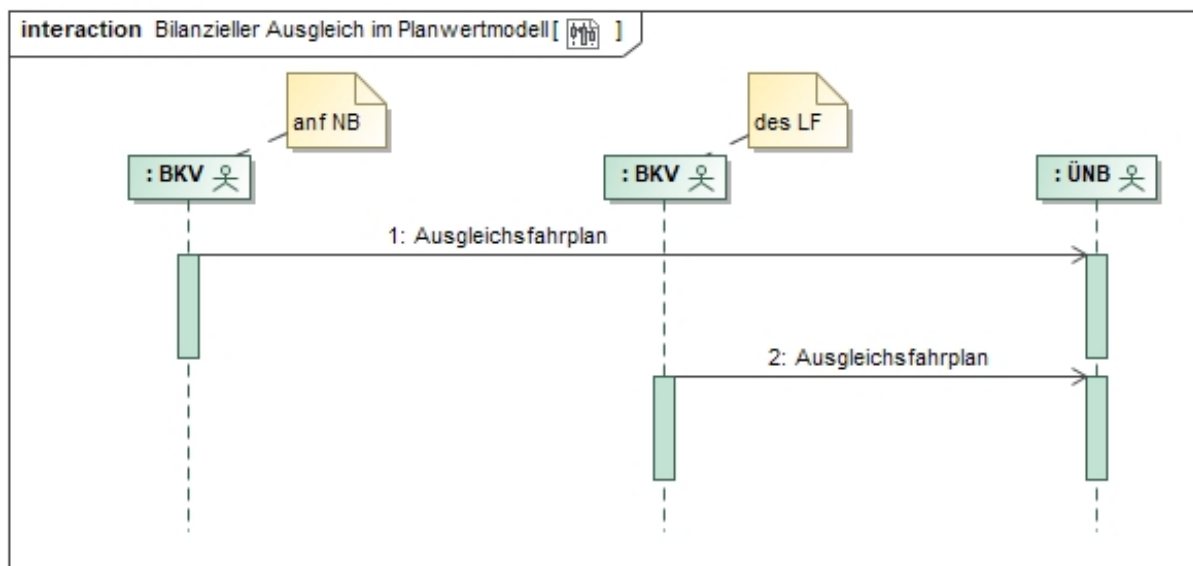 interaction Bilanzieller Ausgleich im Planwertmodell [ ]
anf NB
des LF
: BKV
: BKV
: ÜNB
1: Ausgleichsfahrplan
2: Ausgleichsfahrplan